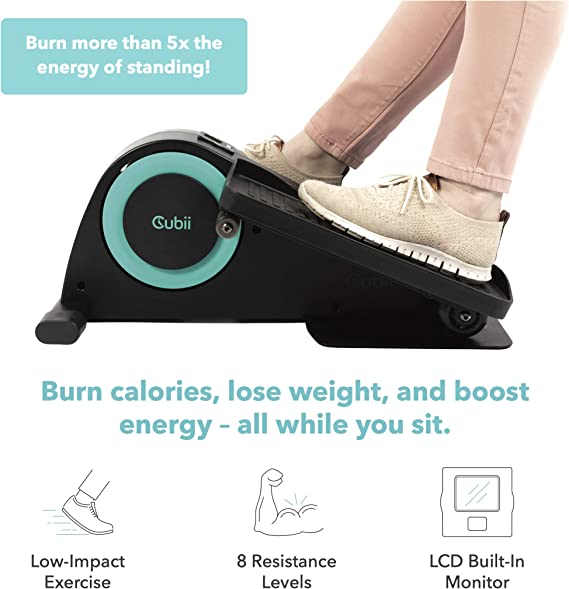 Burn more than 5x the
energy of standing!
Cubii
Cubii
Burn calories, lose weight, and boost
energy – all while you sit.
Low-Impact
Exercise
8 Resistance
Levels
LCD Built-In
Monitor